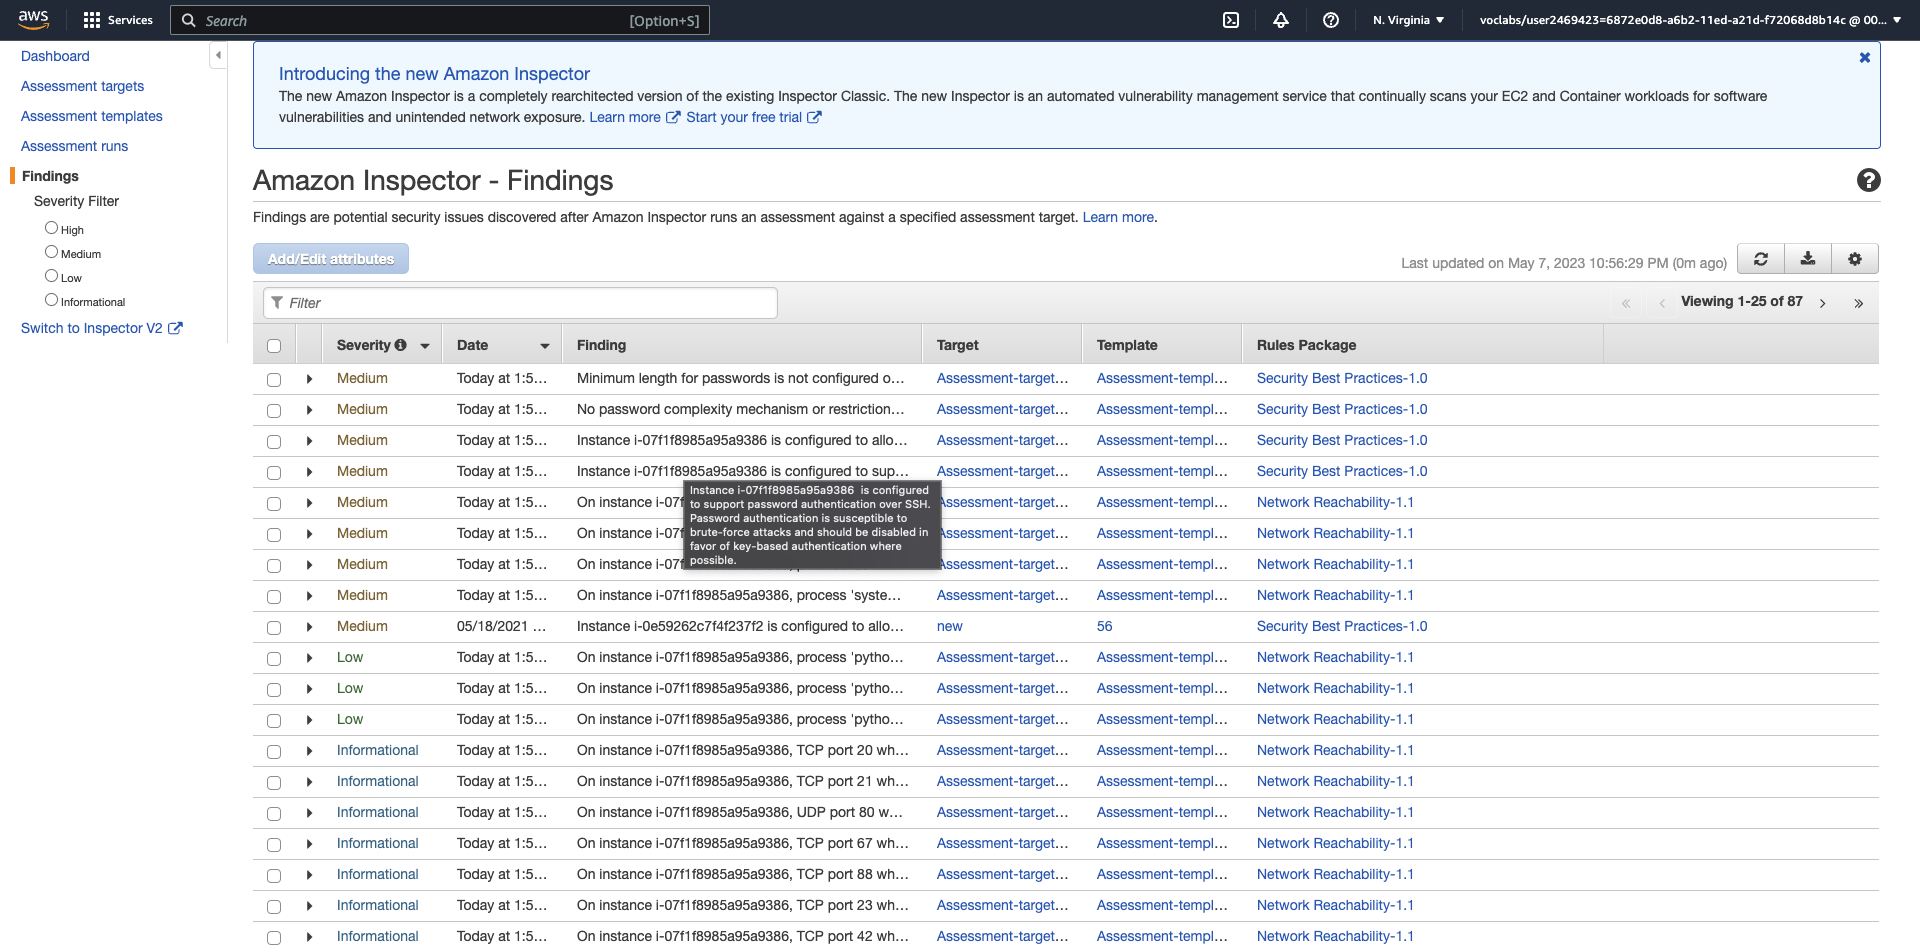 aws
Services
Search
[Option+S]
N. Virginia
voclabs/user2469423=6872e0d8-a6b2-11ed-a21d-f72068d8b14c @ 00...
Dashboard
Assessment targets
Assessment templates
Assessment runs
Findings
Severity Filter
High
Medium
Low
Informational
Switch to Inspector V2
Introducing the new Amazon Inspector
The new Amazon Inspector is a completely rearchitected version of the existing Inspector Classic. The new Inspector is an automated vulnerability management service that continually scans your EC2 and Container workloads for software
vulnerabilities and unintended network exposure. Learn more Start your free trial
Amazon Inspector - Findings
Findings are potential security issues discovered after Amazon Inspector runs an assessment against a specified assessment target. Learn more.
Add/Edit attributes
Last updated on May 7, 2023 10:56:29 PM (0m ago)
Filter
« ‹ Viewing 1-25 of 87 › »
Severity Date Finding Target Template Rules Package
Medium Today at 1:5... Minimum length for passwords is not configured o... Assessment-target... Assessment-templ... Security Best Practices-1.0
Medium Today at 1:5... No password complexity mechanism or restriction... Assessment-target... Assessment-templ... Security Best Practices-1.0
Medium Today at 1:5... Instance i-07f1f8985a95a9386 is configured to allo... Assessment-target... Assessment-templ... Security Best Practices-1.0
Medium Today at 1:5... Instance i-07f1f8985a95a9386 is configured to sup... Assessment-target... Assessment-templ... Security Best Practices-1.0
Instance i-07f1f8985a95a9386 is configured
to support password authentication over SSH.
Password authentication is susceptible to
brute-force attacks and should be disabled in
favor of key-based authentication where
possible.
Medium Today at 1:5... On instance i-07f Assessment-target... Assessment-templ... Network Reachability-1.1
Medium Today at 1:5... On instance i-07f Assessment-target... Assessment-templ... Network Reachability-1.1
Medium Today at 1:5... On instance i-07f Assessment-target... Assessment-templ... Network Reachability-1.1
Medium Today at 1:5... On instance i-07f1f8985a95a9386, process 'syste... Assessment-target... Assessment-templ... Network Reachability-1.1
Medium 05/18/2021 ... Instance i-0e59262c7f4f237f2 is configured to allo... new 56 Security Best Practices-1.0
Low Today at 1:5... On instance i-07f1f8985a95a9386, process 'pytho... Assessment-target... Assessment-templ... Network Reachability-1.1
Low Today at 1:5... On instance i-07f1f8985a95a9386, process 'pytho... Assessment-target... Assessment-templ... Network Reachability-1.1
Low Today at 1:5... On instance i-07f1f8985a95a9386, process 'pytho... Assessment-target... Assessment-templ... Network Reachability-1.1
Informational Today at 1:5... On instance i-07f1f8985a95a9386, TCP port 20 wh... Assessment-target... Assessment-templ... Network Reachability-1.1
Informational Today at 1:5... On instance i-07f1f8985a95a9386, TCP port 21 wh... Assessment-target... Assessment-templ... Network Reachability-1.1
Informational Today at 1:5... On instance i-07f1f8985a95a9386, UDP port 80 w... Assessment-target... Assessment-templ... Network Reachability-1.1
Informational Today at 1:5... On instance i-07f1f8985a95a9386, TCP port 67 wh... Assessment-target... Assessment-templ... Network Reachability-1.1
Informational Today at 1:5... On instance i-07f1f8985a95a9386, TCP port 88 wh... Assessment-target... Assessment-templ... Network Reachability-1.1
Informational Today at 1:5... On instance i-07f1f8985a95a9386, TCP port 23 wh... Assessment-target... Assessment-templ... Network Reachability-1.1
Informational Today at 1:5... On instance i-07f1f8985a95a9386, TCP port 42 wh... Assessment-target... Assessment-templ... Network Reachability-1.1